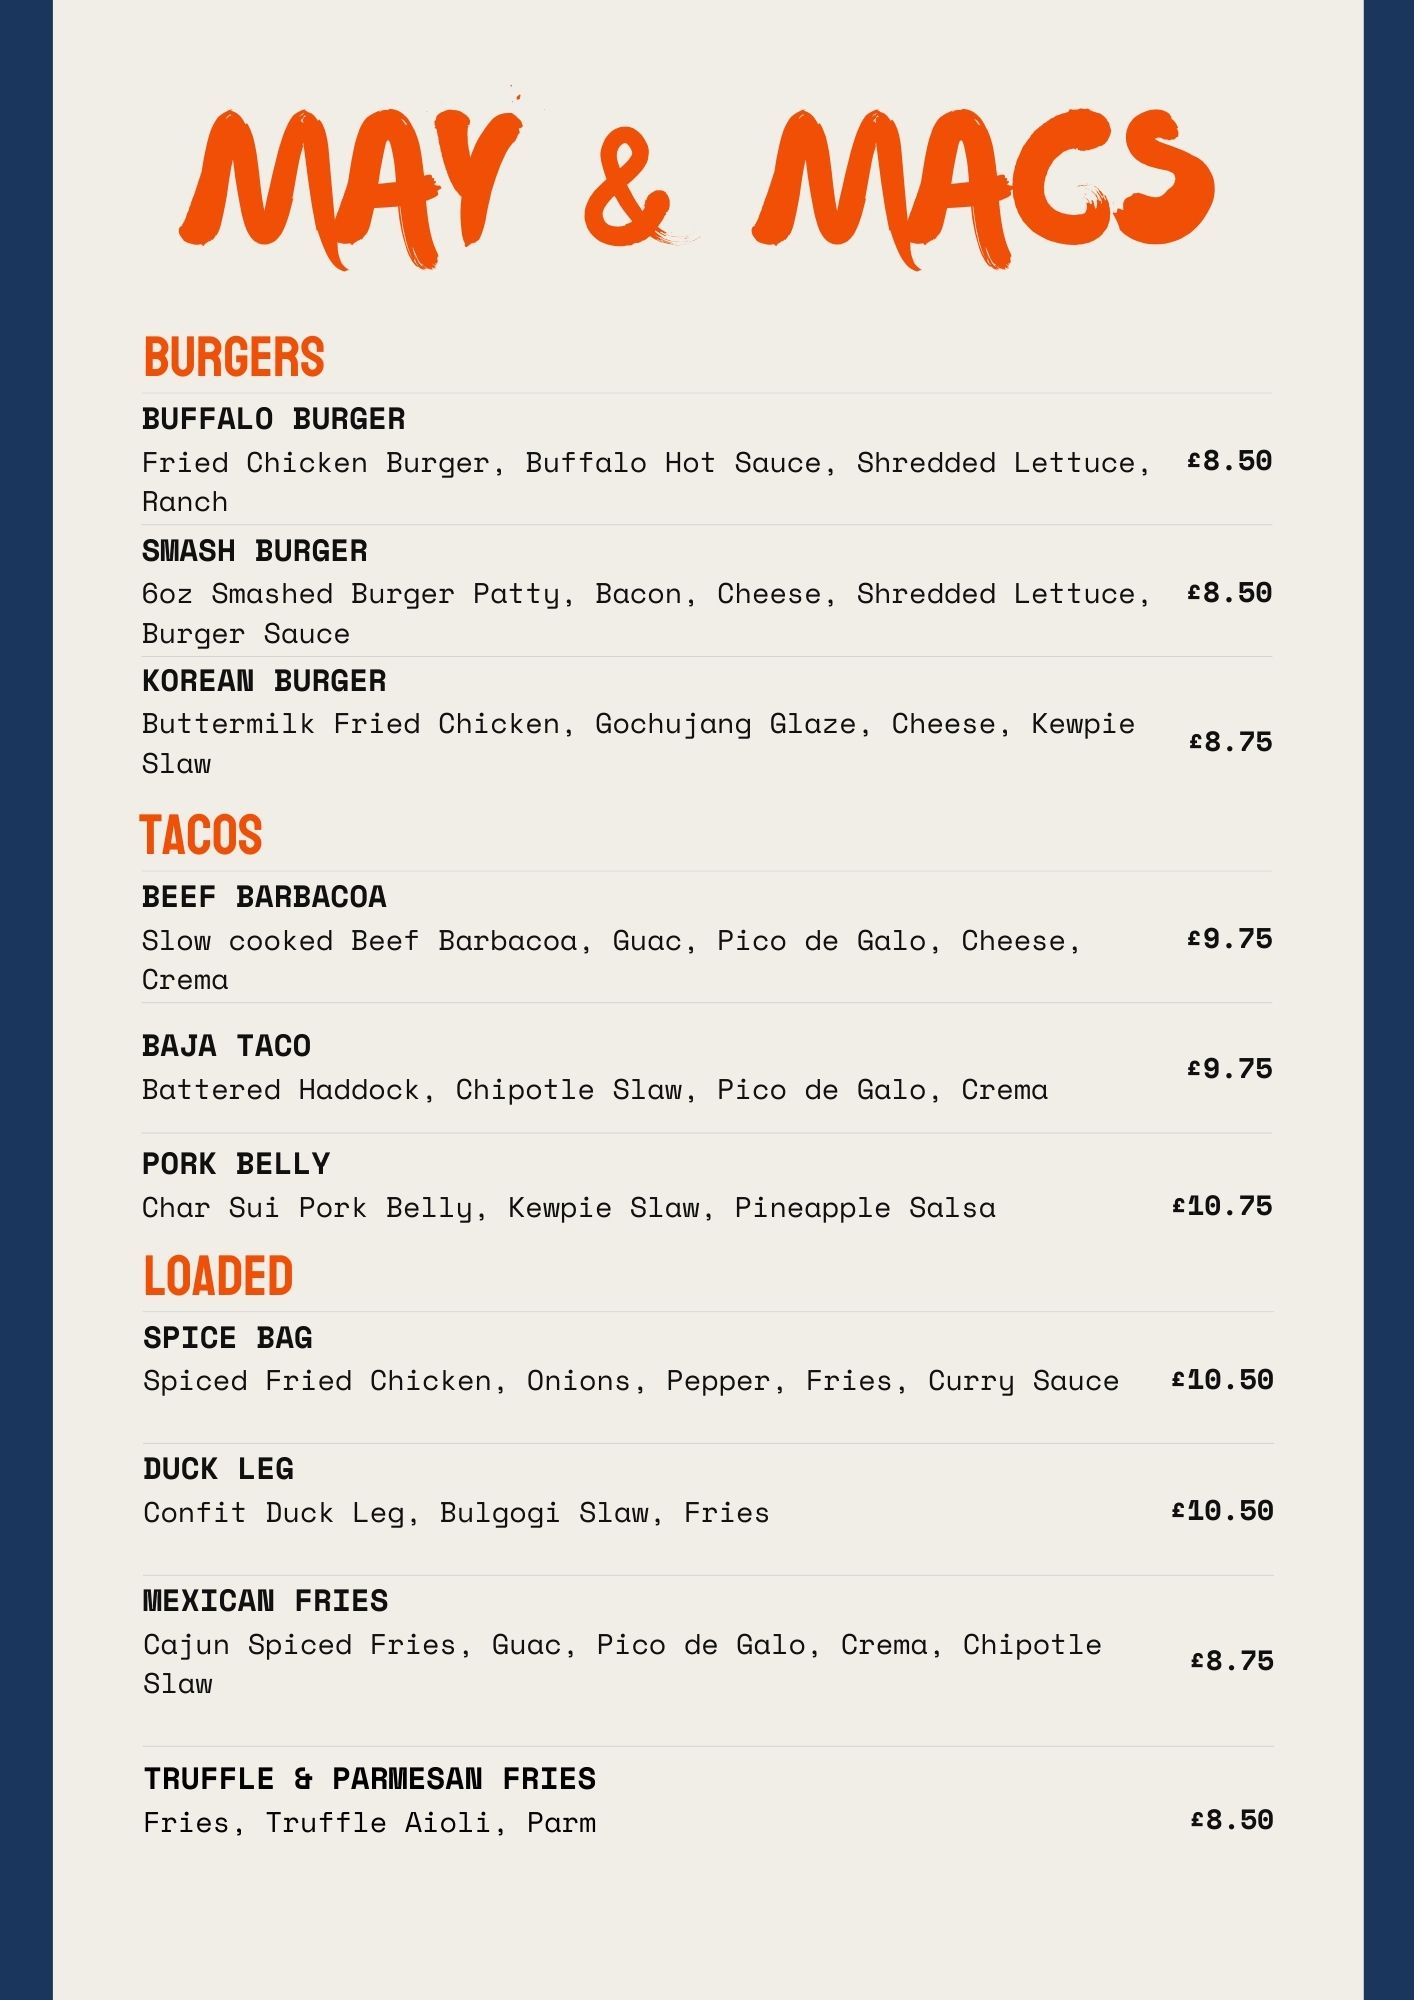 MAY & MACS
BURGERS
BUFFALO BURGER
Fried Chicken Burger, Buffalo Hot Sauce, Shredded Lettuce, £8.50
Ranch
SMASH BURGER
6oz Smashed Burger Patty, Bacon, Cheese, Shredded Lettuce, £8.50
Burger Sauce
KOREAN BURGER
Buttermilk Fried Chicken, Gochujang Glaze, Cheese, Kewpie £8.75
Slaw
TACOS
BEEF BARBACOA
Slow cooked Beef Barbacoa, Guac, Pico de Galo, Cheese, £9.75
Crema
BAJA TACO
£9.75
Battered Haddock, Chipotle Slaw, Pico de Galo, Crema
PORK BELLY
Char Sui Pork Belly, Kewpie Slaw, Pineapple Salsa £10.75
LOADED
SPICE BAG
Spiced Fried Chicken, Onions, Pepper, Fries, Curry Sauce £10.50
DUCK LEG
Confit Duck Leg, Bulgogi Slaw, Fries £10.50
MEXICAN FRIES
Cajun Spiced Fries, Guac, Pico de Galo, Crema, Chipotle £8.75
Slaw
TRUFFLE & PARMESAN FRIES
Fries, Truffle Aioli, Parm £8.50